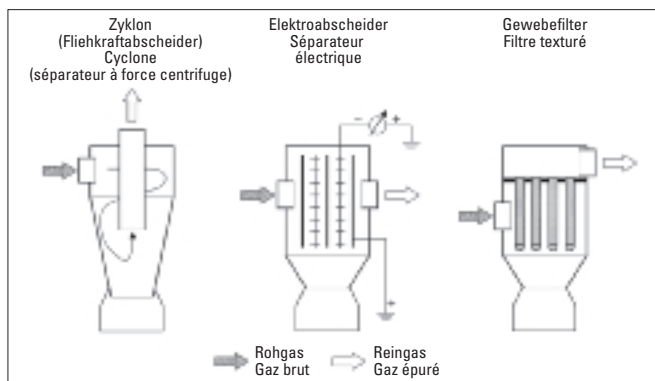 Zyklon
(Fliehkraftabscheider)
Cyclone
(séparateur à force centrifuge)
Elektroabscheider
Séparateur
électrique
Gewebefilter
Filtre texturé
− +
+
Rohgas
Gaz brut
Reingas
Gaz épuré